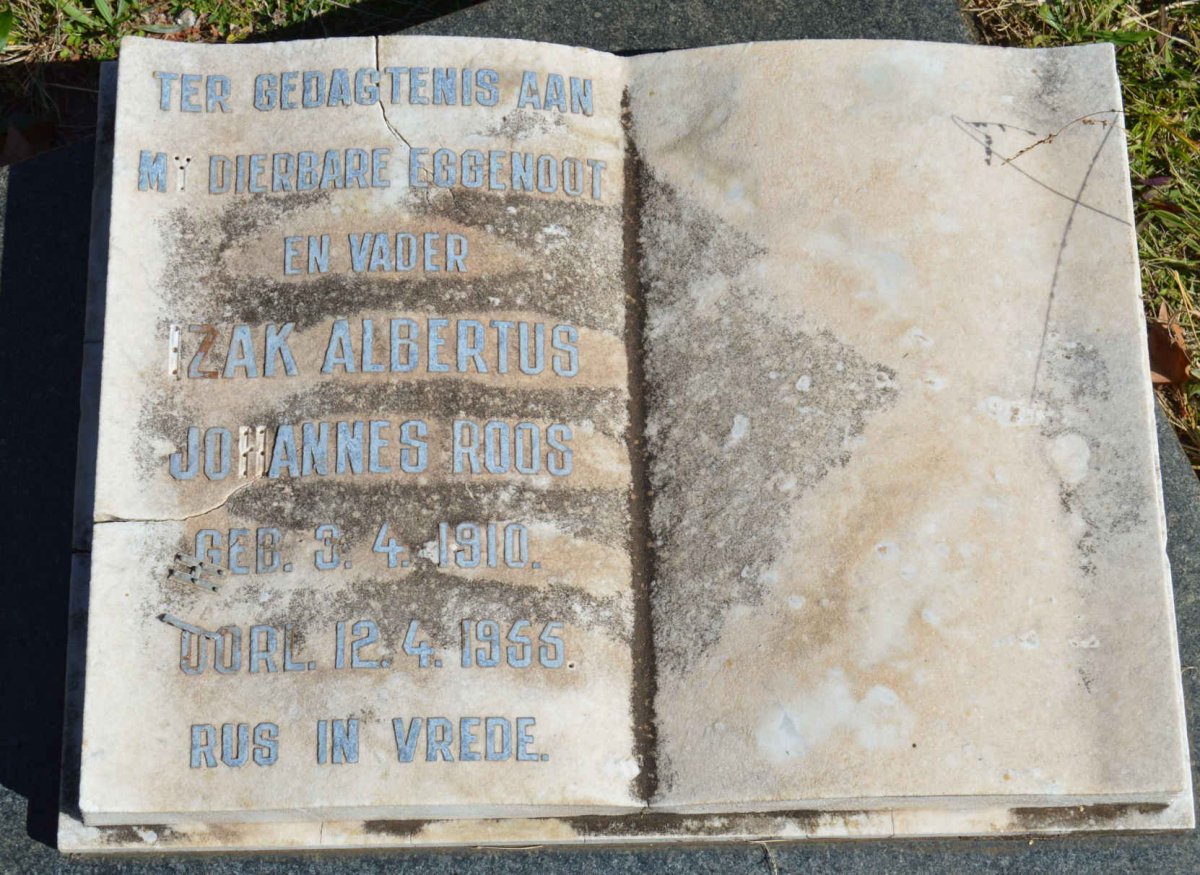 TER GEDAGTENIS AAN
MY DIERBARE EGGENOOT
EN VADER
IZAK ALBERTUS
JOHANNES ROOS
GEB. 3. 4. 1910.
OORL. 12. 4. 1955.
RUS IN VREDE.